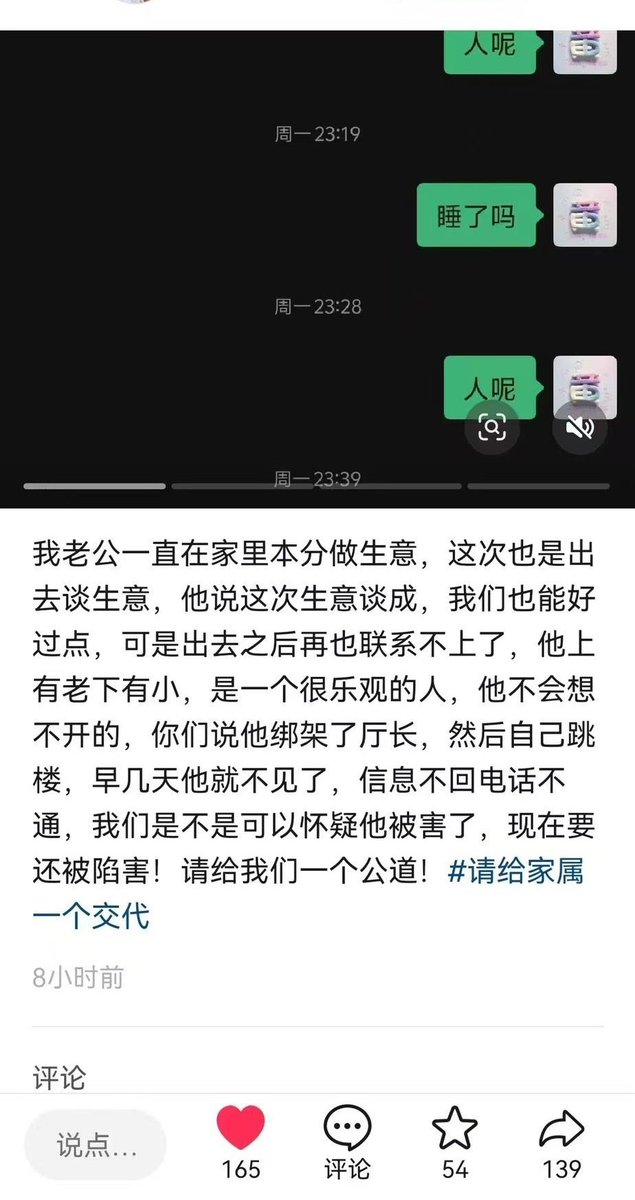 人呢
周一 23:19
睡了吗
周一 23:28
人呢
周一 23:39
我老公一直在家里本分做生意，这次也是出
去谈生意，他说这次生意谈成，我们也能好
过点，可是出去之后再也联系不上了，他上
有老下有小，是一个很乐观的人，他不会想
不开的，你们说他绑架了厅长，然后自己跳
楼，早几天他就不见了，信息不回电话不
通，我们是不是可以怀疑他被害了，现在要
还被陷害！请给我们一个公道！#请给家属
一个交代
8小时前
评论
说点...
165
评论
54
139